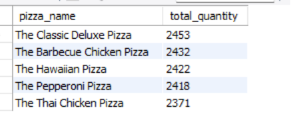 pizza_name total_quantity
The Classic Deluxe Pizza 2453
The Barbecue Chicken Pizza 2432
The Hawaiian Pizza 2422
The Pepperoni Pizza 2418
The Thai Chicken Pizza 2371